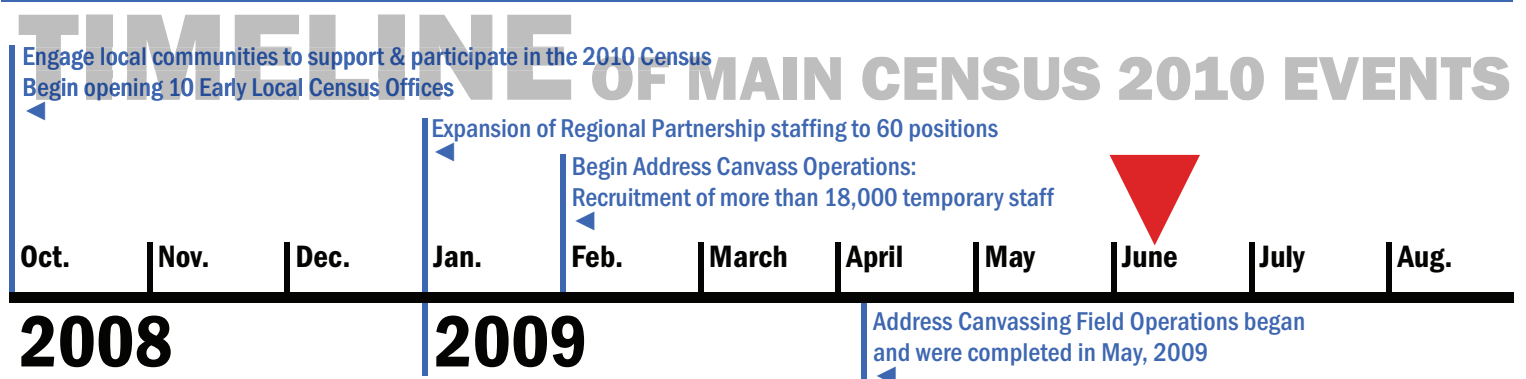 TIMELINE OF MAIN CENSUS 2010 EVENTS
Engage local communities to support & participate in the 2010 Census
Begin opening 10 Early Local Census Offices
Expansion of Regional Partnership staffing to 60 positions
Begin Address Canvass Operations:
Recruitment of more than 18,000 temporary staff
Oct. Nov. Dec. Jan. Feb. March April May June July Aug.
2008 2009
Address Canvassing Field Operations began
and were completed in May, 2009